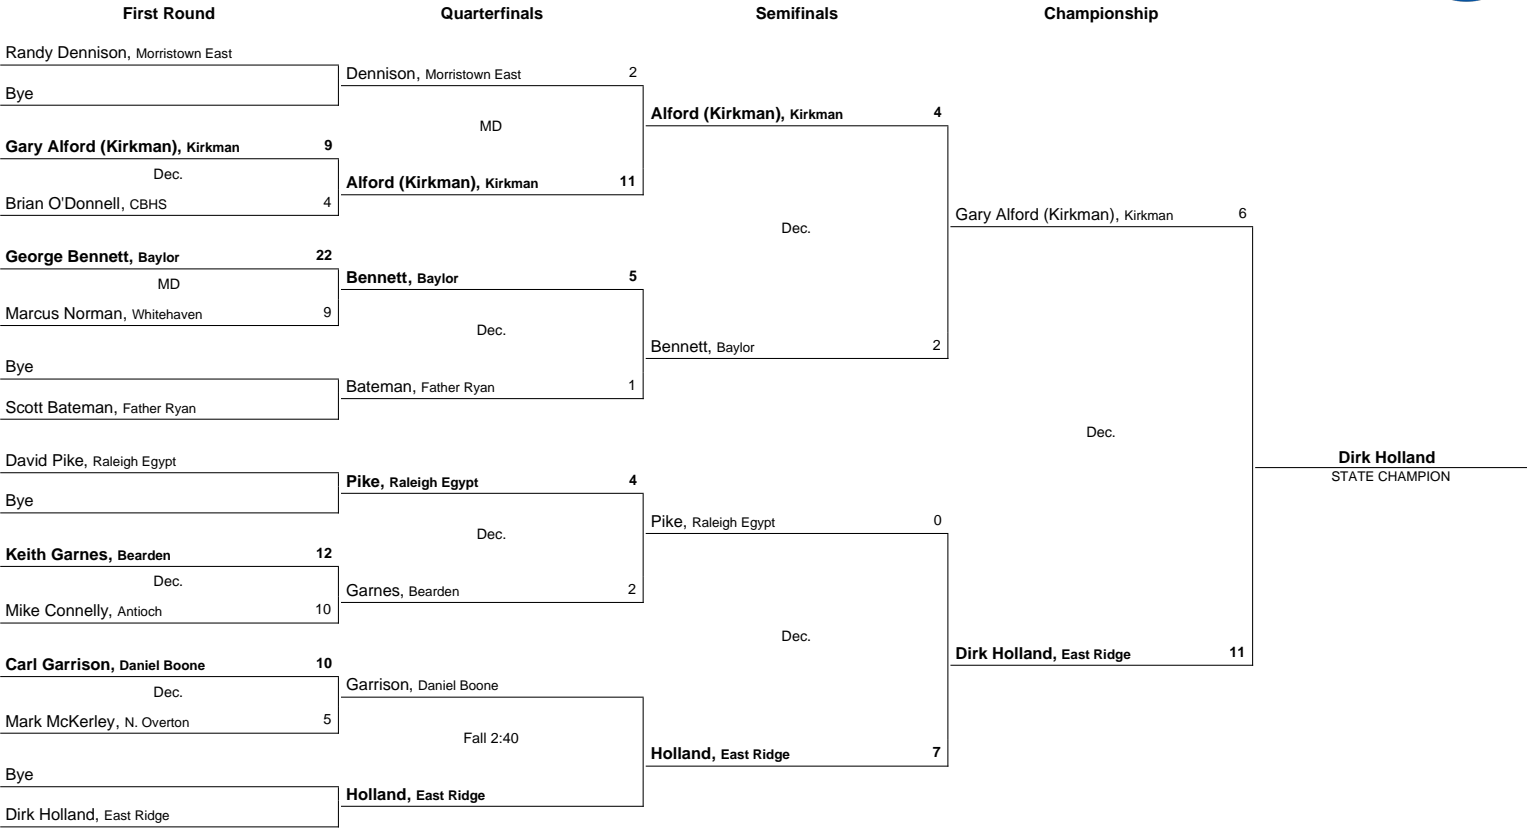 First Round
Quarterfinals
Semifinals
Championship
Randy Dennison, Morristown East
Bye
Gary Alford (Kirkman), Kirkman 9
Dec.
Brian O'Donnell, CBHS 4
George Bennett, Baylor 22
MD
Marcus Norman, Whitehaven 9
Bye
Scott Bateman, Father Ryan
David Pike, Raleigh Egypt
Bye
Keith Garnes, Bearden 12
Dec.
Mike Connelly, Antioch 10
Carl Garrison, Daniel Boone 10
Dec.
Mark McKerley, N. Overton 5
Bye
Dirk Holland, East Ridge
Dennison, Morristown East 2
MD
Alford (Kirkman), Kirkman 11
Bennett, Baylor 5
Dec.
Bateman, Father Ryan 1
Pike, Raleigh Egypt 4
Dec.
Garnes, Bearden 2
Garrison, Daniel Boone
Fall 2:40
Holland, East Ridge
Alford (Kirkman), Kirkman 4
Dec.
Bennett, Baylor 2
Pike, Raleigh Egypt 0
Dec.
Holland, East Ridge 7
Gary Alford (Kirkman), Kirkman 6
Dec.
Dirk Holland, East Ridge 11
Dirk Holland
STATE CHAMPION